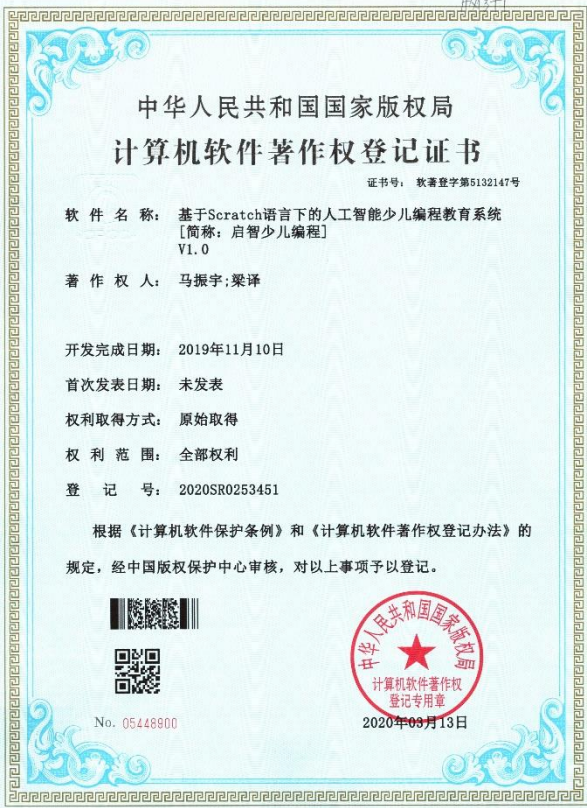 中华人民共和国国家版权局
计算机软件著作权登记证书
证书号： 软著登字第5132147号
软件名称： 基于Scratch语言下的人工智能少儿编程教育系统
[简称：启智少儿编程]
V1.0
著作权人： 马振宇;梁译
开发完成日期： 2019年11月10日
首次发表日期： 未发表
权利取得方式： 原始取得
权利范围： 全部权利
登记号： 2020SR0253451
根据《计算机软件保护条例》和《计算机软件著作权登记办法》的
规定，经中国版权保护中心审核，对以上事项予以登记。
中华人民共和国国家版权局
计算机软件著作权
登记专用章
No. 05448900
2020年03月13日